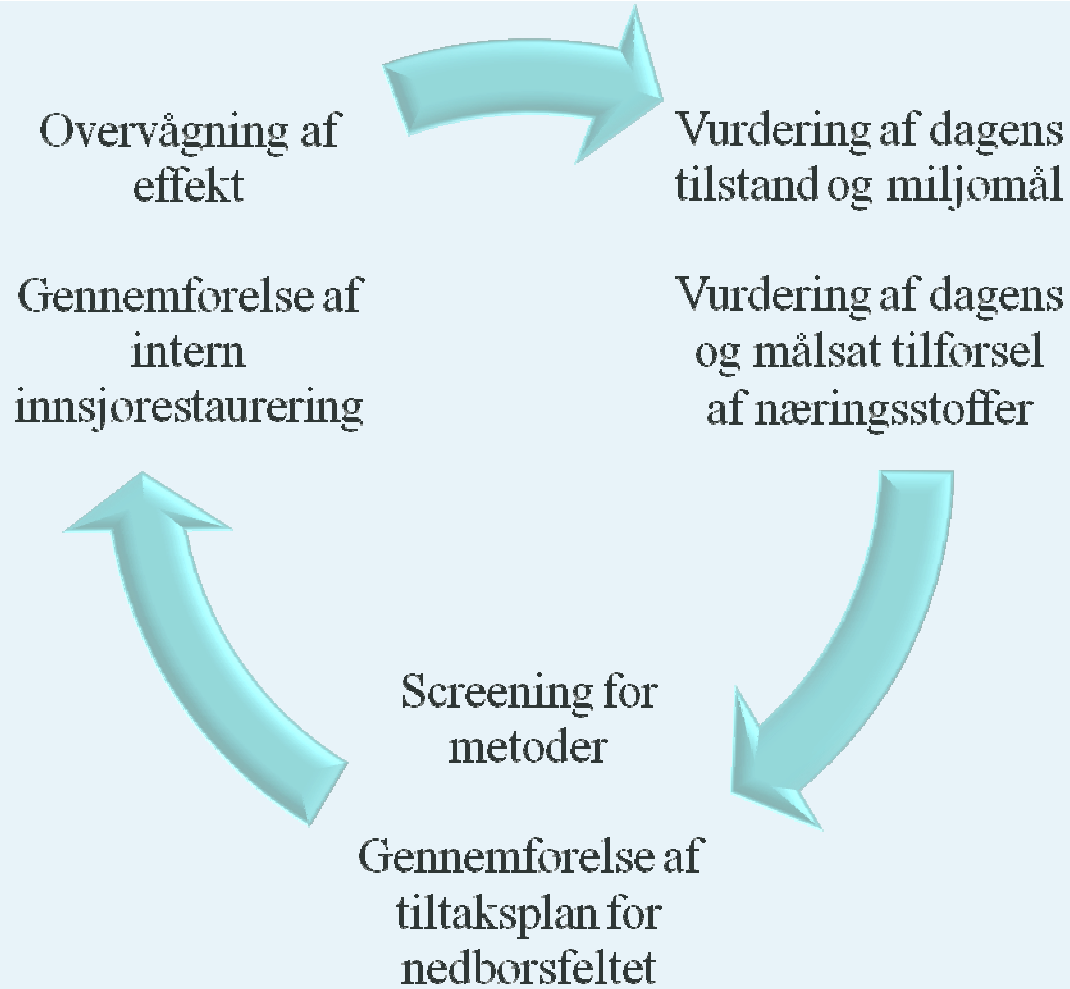 Overvågning af
effekt
Gennemforelse af
intern
innsjorestaurering
Vurdering af dagens
tilstand og miljomål
Vurdering af dagens
og målsat tilforsel
af næringsstoffer
Screening for
metoder
Gennemforelse af
tiltaksplan for
nedborsfeltet